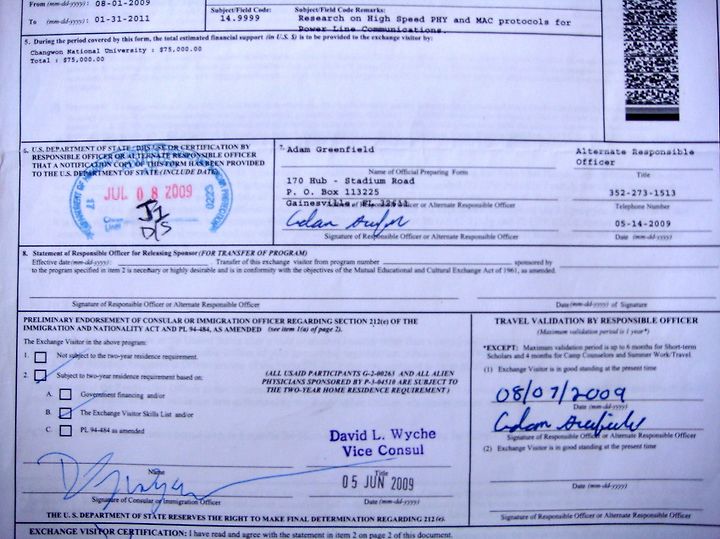 From (mm-dd-yyyy): 08-01-2009
To (mm-dd-yyyy): 01-31-2011
Subject/Field Code: 14.9999
Subject/Field Code Remarks:
Research on High Speed PHY and MAC protocols for
Power Line Communications.
5. During the period covered by this form, the total estimated financial support (in U.S. $) is to be provided to the exchange visitor by:
Changwon National University : $75,000.00
Total : $75,000.00
6. U.S. DEPARTMENT OF STATE / DHS USE OR CERTIFICATION BY
RESPONSIBLE OFFICER OR ALTERNATE RESPONSIBLE OFFICER
THAT A NOTIFICATION COPY OF THIS FORM HAS BEEN PROVIDED
TO THE U.S. DEPARTMENT OF STATE (INCLUDE DATE).
JUL 08 2009
J1
D/S
7. Adam Greenfield
Name of Official Preparing Form
170 Hub - Stadium Road
P. O. Box 113225
Gainesville, FL 32611
Address of Responsible Officer or Alternate Responsible Officer
Signature of Responsible Officer or Alternate Responsible Officer
Alternate Responsible
Officer
Title
352-273-1513
Telephone Number
05-14-2009
Date (mm-dd-yyyy)
8. Statement of Responsible Officer for Releasing Sponsor (FOR TRANSFER OF PROGRAM)
Effective date (mm-dd-yyyy): Transfer of this exchange visitor from program number sponsored by
to the program specified in item 2 is necessary or highly desirable and is in conformity with the objectives of the Mutual Educational and Cultural Exchange Act of 1961, as amended.
Signature of Responsible Officer or Alternate Responsible Officer
Date (mm-dd-yyyy) of Signature
PRELIMINARY ENDORSEMENT OF CONSULAR OR IMMIGRATION OFFICER REGARDING SECTION 212(e) OF THE
IMMIGRATION AND NATIONALITY ACT AND PL 94-484, AS AMENDED (see item 1(a) of page 2).
The Exchange Visitor in the above program:
1. Not subject to the two-year residence requirement.
2. Subject to two-year residence requirement based on:
A. Government financing and/or
B. The Exchange Visitor Skills List and/or
C. PL 94-484 as amended
(ALL USAID PARTICIPANTS G-2-00263 AND ALL ALIEN
PHYSICIANS SPONSORED BY P-3-04510 ARE SUBJECT TO
THE TWO-YEAR HOME RESIDENCE REQUIREMENT)
David L. Wyche
Vice Consul
Name
Title
05 JUN 2009
Signature of Consular or Immigration Officer
Date (mm-dd-yyyy)
THE U.S. DEPARTMENT OF STATE RESERVES THE RIGHT TO MAKE FINAL DETERMINATION REGARDING 212 (e).
TRAVEL VALIDATION BY RESPONSIBLE OFFICER
(Maximum validation period is 1 year*)
*EXCEPT: Maximum validation period is up to 6 months for Short-term
Scholars and 4 months for Camp Counselors and Summer Work/Travel.
(1) Exchange Visitor is in good standing at the present time
08/07/2009
Date (mm-dd-yyyy)
Signature of Responsible Officer or Alternate Responsible Officer
(2) Exchange Visitor is in good standing at the present time
Date (mm-dd-yyyy)
Signature of Responsible Officer or Alternate Responsible Officer
EXCHANGE VISITOR CERTIFICATION: I have read and agree with the statement in item 2 on page 2 of this document.